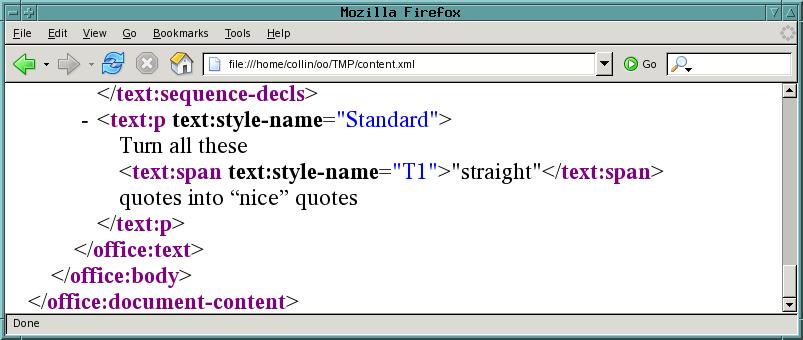 Mozilla Firefox
File Edit View Go Bookmarks Tools Help
file:///home/collin/oo/TMP/content.xml Go
</text:sequence-decls>
- <text:p text:style-name="Standard">
Turn all these
<text:span text:style-name="T1">"straight"</text:span>
quotes into “nice” quotes
</text:p>
</office:text>
</office:body>
</office:document-content>
Done